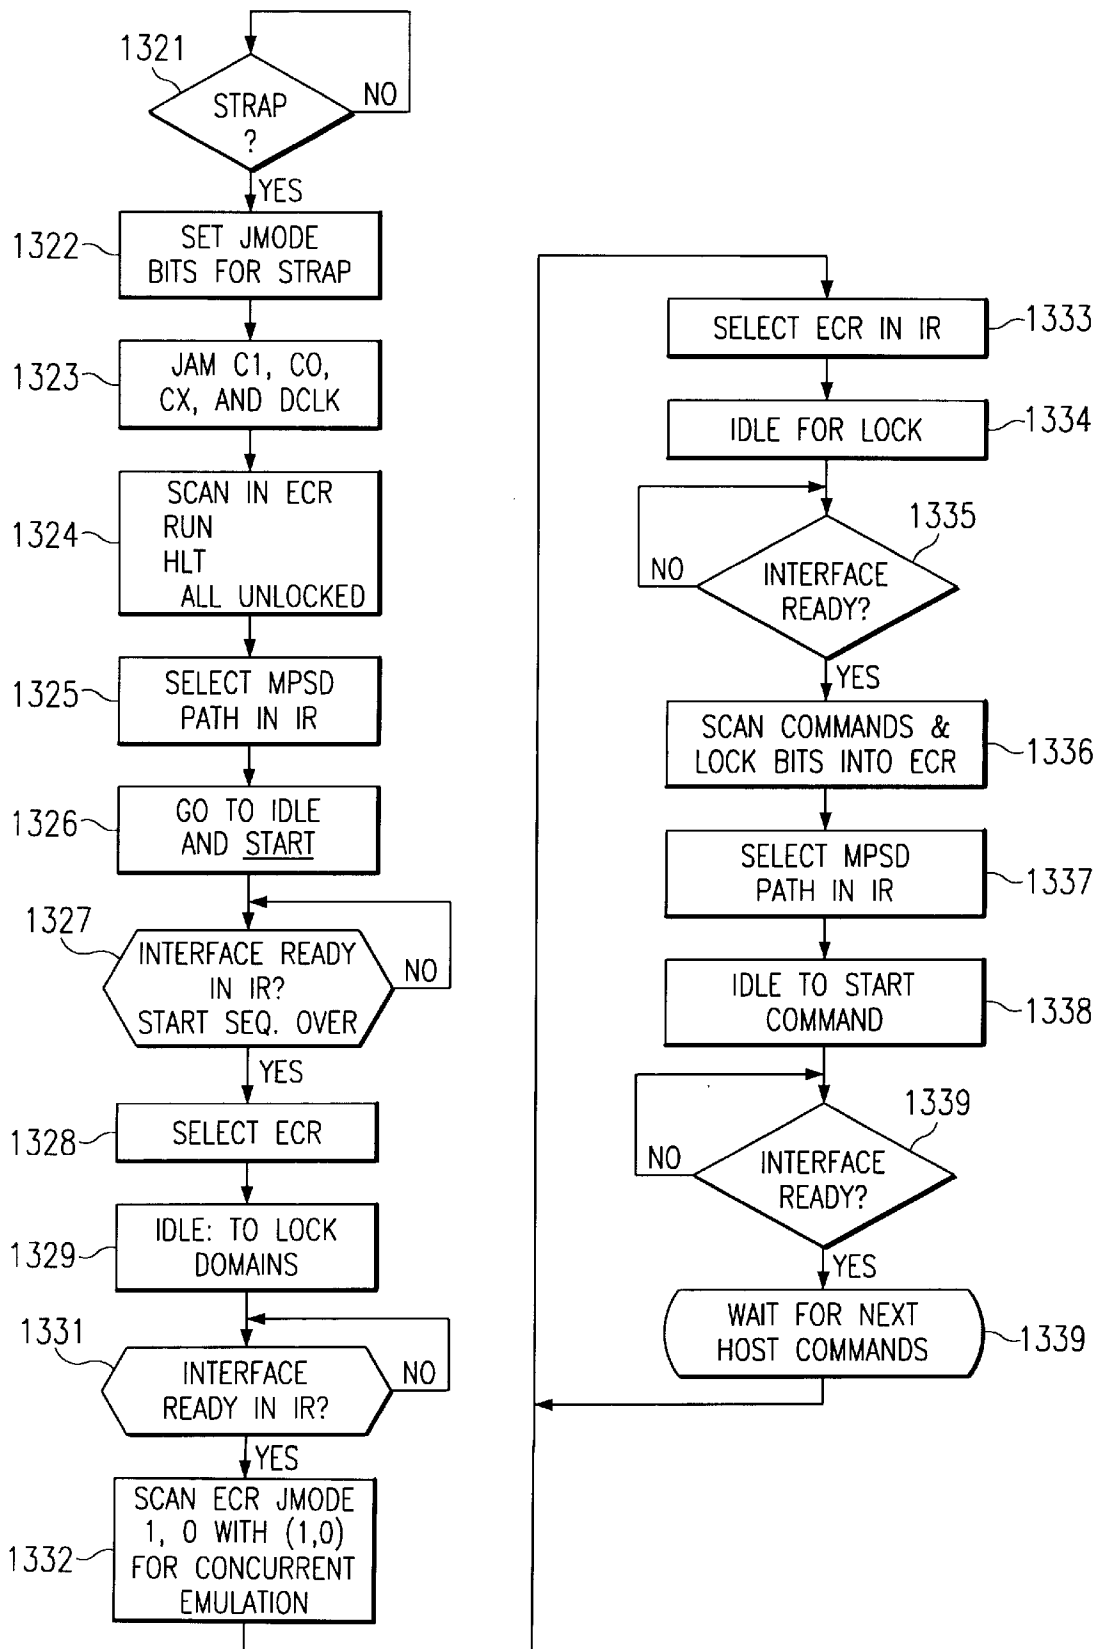 1321
STRAP
?
NO
YES
1322
SET JMODE
BITS FOR STRAP
1323
JAM C1, C0,
CX, AND DCLK
1324
SCAN IN ECR
RUN
HLT
ALL UNLOCKED
1325
SELECT MPSD
PATH IN IR
1326
GO TO IDLE
AND START
1327
INTERFACE READY
IN IR?
START SEQ. OVER
NO
YES
1328
SELECT ECR
1329
IDLE: TO LOCK
DOMAINS
1331
INTERFACE
READY IN IR?
NO
YES
1332
SCAN ECR JMODE
1, 0 WITH (1,0)
FOR CONCURRENT
EMULATION
SELECT ECR IN IR
1333
IDLE FOR LOCK
1334
1335
INTERFACE
READY?
NO
YES
SCAN COMMANDS &
LOCK BITS INTO ECR
1336
SELECT MPSD
PATH IN IR
1337
IDLE TO START
COMMAND
1338
1339
INTERFACE
READY?
NO
YES
WAIT FOR NEXT
HOST COMMANDS
1339